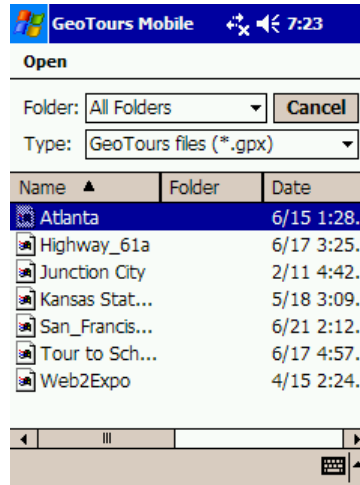 GeoTours Mobile 7:23
Open
Folder: All Folders Cancel
Type: GeoTours files (*.gpx)
Name Folder Date
Atlanta 6/15 1:28.
Highway_61a 6/17 3:25.
Junction City 2/11 4:42.
Kansas Stat... 5/18 3:09.
San_Francis... 6/21 2:12.
Tour to Sch... 6/17 4:57.
Web2Expo 4/15 2:24.